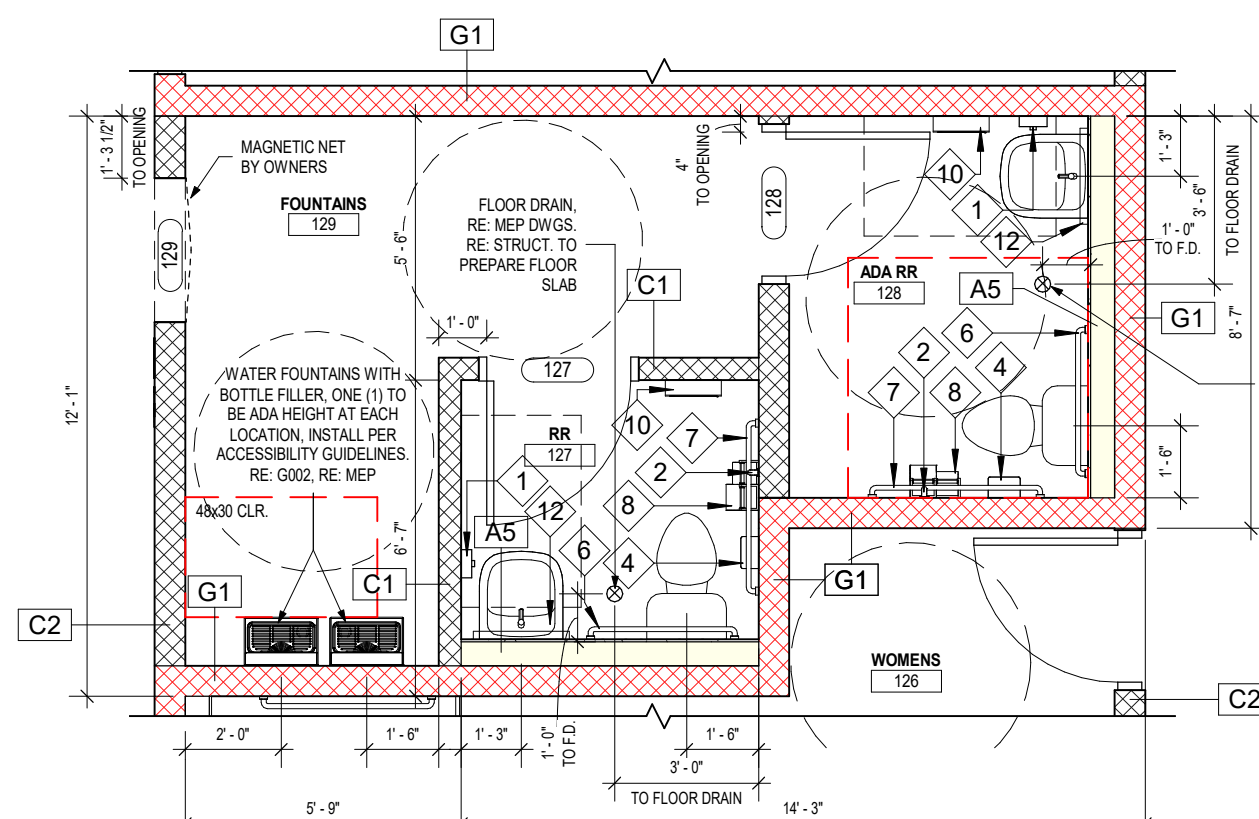 G1
1' - 3 1/2"
TO OPENING
MAGNETIC NET
BY OWNERS
129
FOUNTAINS
129
5' - 6"
FLOOR DRAIN,
RE: MEP DWGS.
RE: STRUCT. TO
PREPARE FLOOR
SLAB
4"
TO OPENING
128
10
1
12
1' - 3"
3' - 6"
TO FLOOR DRAIN
1' - 0"
TO F.D.
ADA RR
128
A5
G1
8' - 7"
C1
1' - 0"
127
6
2
4
7
8
1' - 6"
12' - 1"
WATER FOUNTAINS WITH
BOTTLE FILLER, ONE (1) TO
BE ADA HEIGHT AT EACH
LOCATION, INSTALL PER
ACCESSIBILITY GUIDELINES.
RE: G002, RE: MEP
10
7
RR
127
2
1
12
8
A5
6
4
48x30 CLR.
6' - 7"
G1
C1
G1
C2
WOMENS
126
C2
2' - 0"
1' - 6"
1' - 3"
1' - 0"
TO F.D.
1' - 6"
3' - 0"
TO FLOOR DRAIN
5' - 9"
14' - 3"